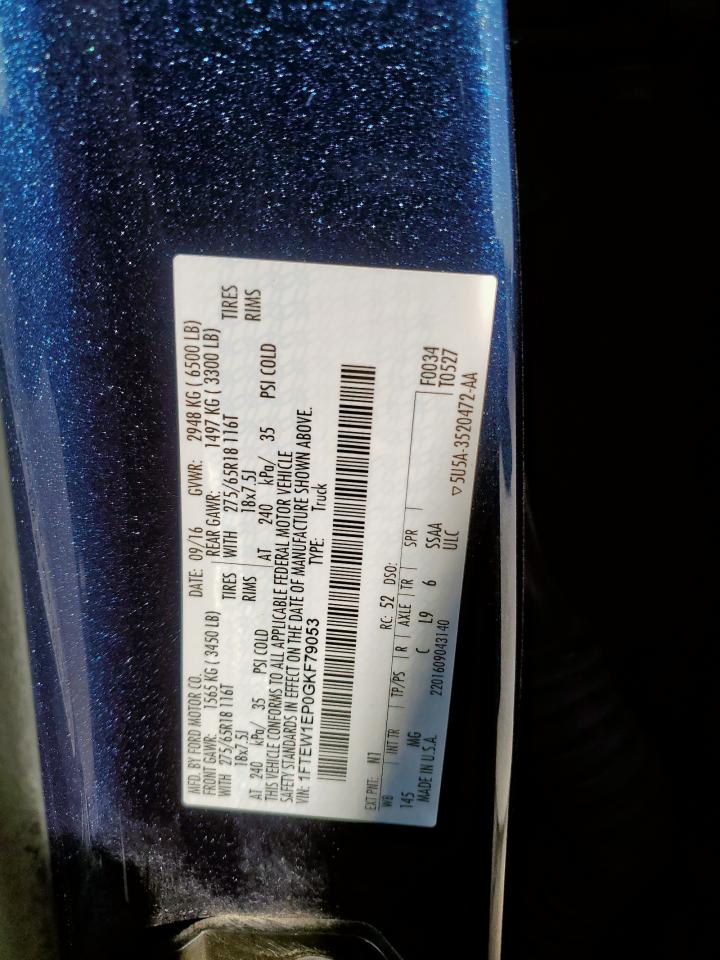 MFD. BY FORD MOTOR CO.
DATE: 09/16 GVWR: 2948 KG ( 6500 LB)
FRONT GAWR: 1565 KG ( 3450 LB) REAR GAWR: 1497 KG ( 3300 LB)
WITH 275/65R18 116T TIRES WITH 275/65R18 116T TIRES
18x7.5J RIMS 18x7.5J RIMS
AT 240 kPa/ 35 PSI COLD AT 240 kPa/ 35 PSI COLD
THIS VEHICLE CONFORMS TO ALL APPLICABLE FEDERAL MOTOR VEHICLE
SAFETY STANDARDS IN EFFECT ON THE DATE OF MANUFACTURE SHOWN ABOVE.
VIN: 1FTEW1EP0GKF79053 TYPE: Truck
EXT PNT: N1 RC: 52 DSO:
WB INT TR TP/PS R AXLE TR SPR F0034
145 MG C L9 6 SSAA T0527
MADE IN U.S.A. 2201609043140 ULC ▽5U5A-3520472-AA